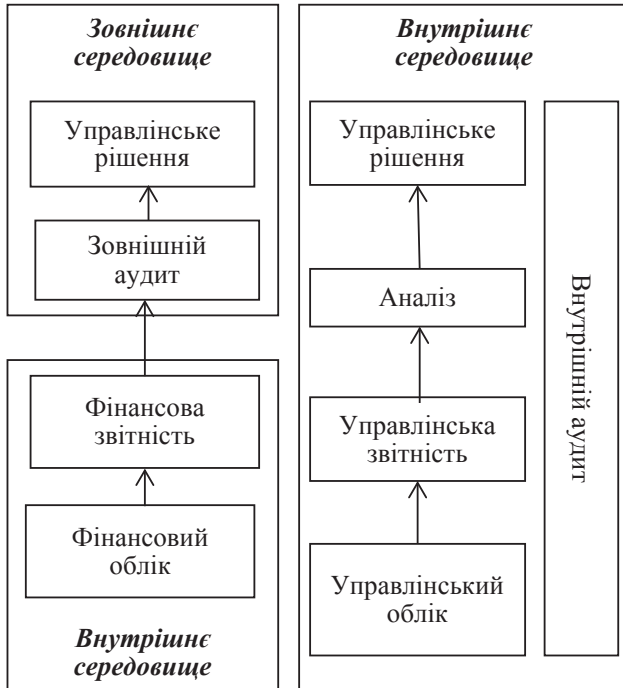 Зовнішнє
середовище
Управлінське
рішення
Зовнішній
аудит
Фінансова
звітність
Фінансовий
облік
Внутрішнє
середовище
Внутрішнє
середовище
Управлінське
рішення
Аналіз
Управлінська
звітність
Управлінський
облік
Внутрішній аудит